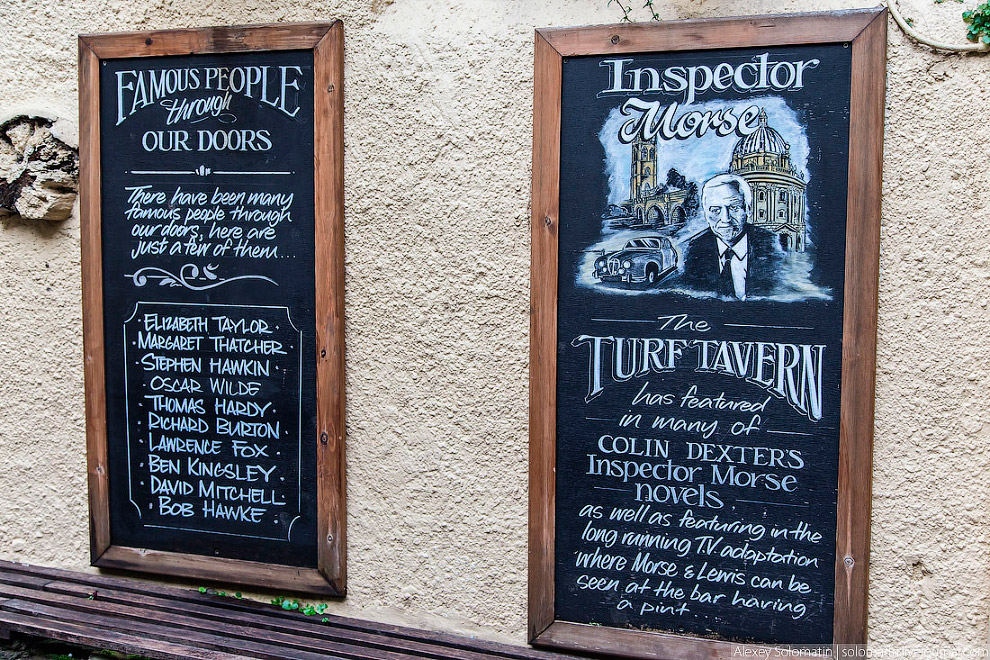 FAMOUS PEOPLE
through
OUR DOORS
There have been many
famous people through
our doors, here are
just a few of them...
ELIZABETH TAYLOR.
·MARGARET THATCHER
·STEPHEN HAWKIN·
OSCAR WILDE
·THOMAS HARDY·
·RICHARD BURTON
·LAWRENCE FOX·
·BEN KINGSLEY·
·DAVID MITCHELL·
·BOB HAWKE·
Inspector
Morse
The
TURF TAVERN
has featured
in many of
COLIN DEXTER'S
Inspector Morse
novels
as well as featuring in the
long running T.V. adaptation
where Morse & Lewis can be
seen at the bar having
a pint
Alexey Solomatin |